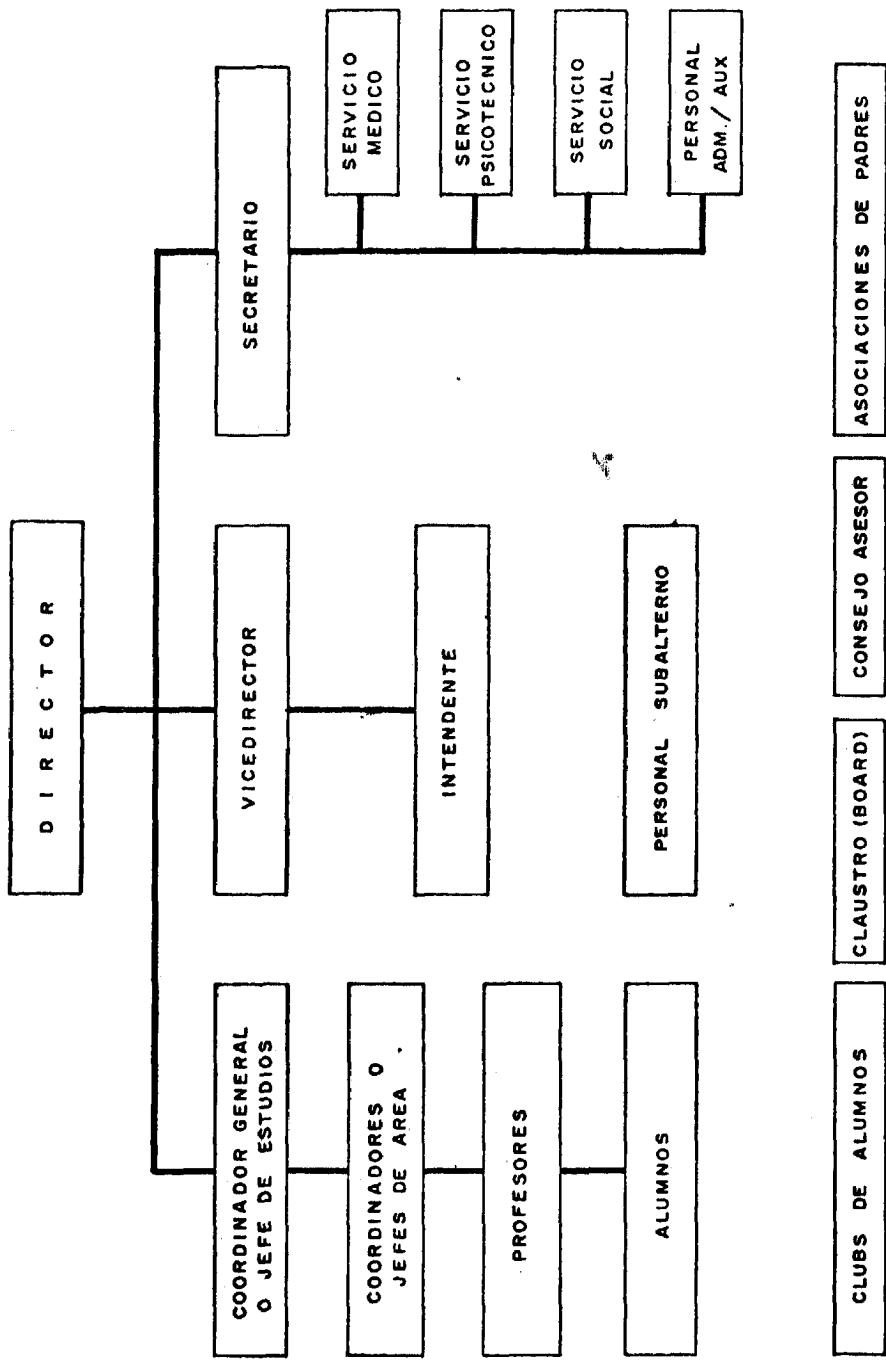 DIRECTOR
COORDINADOR GENERAL
O JEFE DE ESTUDIOS
VICEDIRECTOR
SECRETARIO
COORDINADORES O
JEFES DE AREA .
INTENDENTE
SERVICIO
MEDICO
SERVICIO
PSICOTECNICO
SERVICIO
SOCIAL
PERSONAL
ADM./AUX
PROFESORES
ALUMNOS
PERSONAL SUBALTERNO
CLUBS DE ALUMNOS
CLAUSTRO (BOARD)
CONSEJO ASESOR
ASOCIACIONES DE PADRES